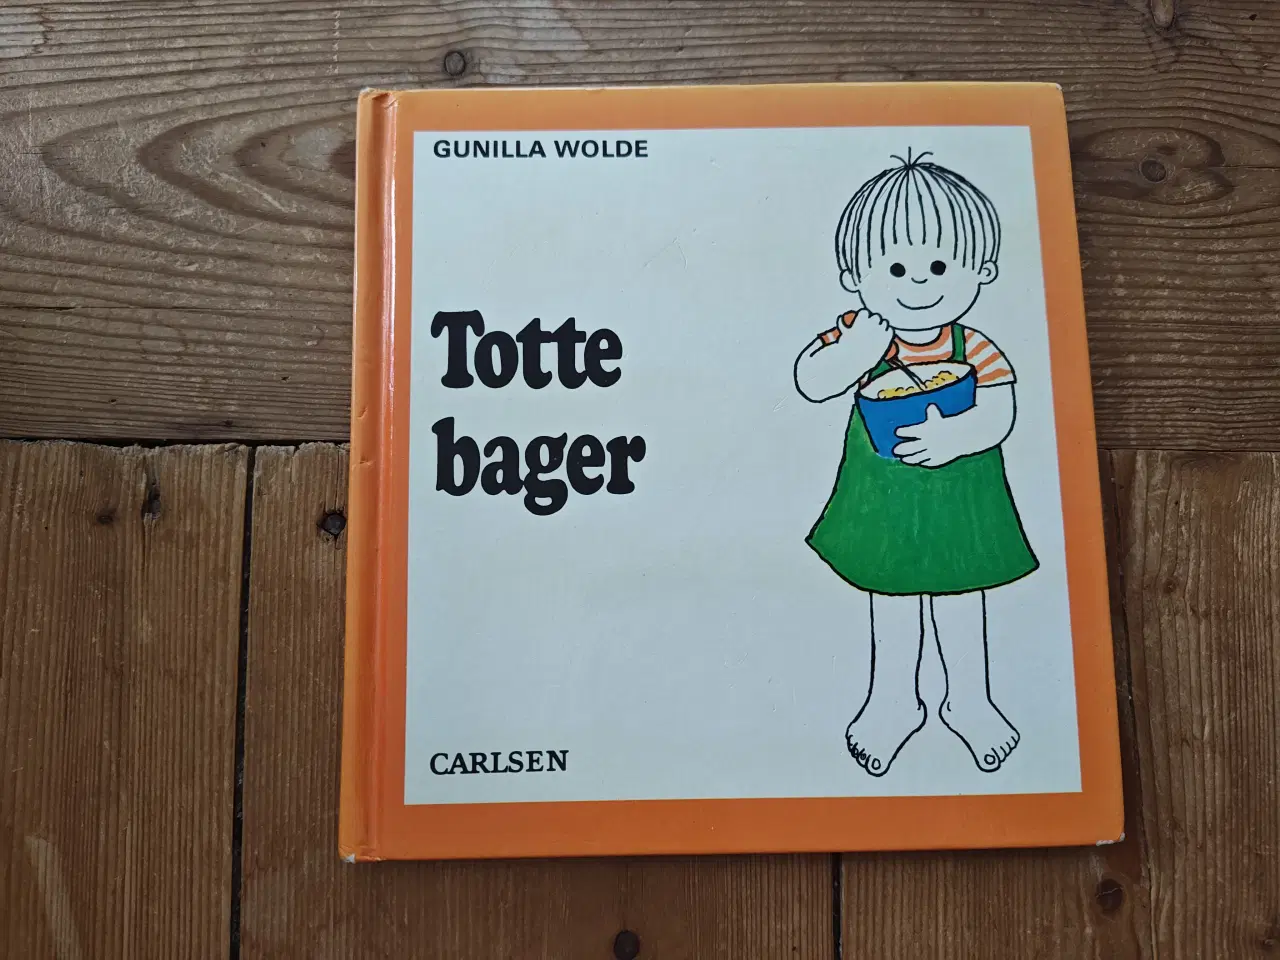 GUNILLA WOLDE
Totte
bager
CARLSEN